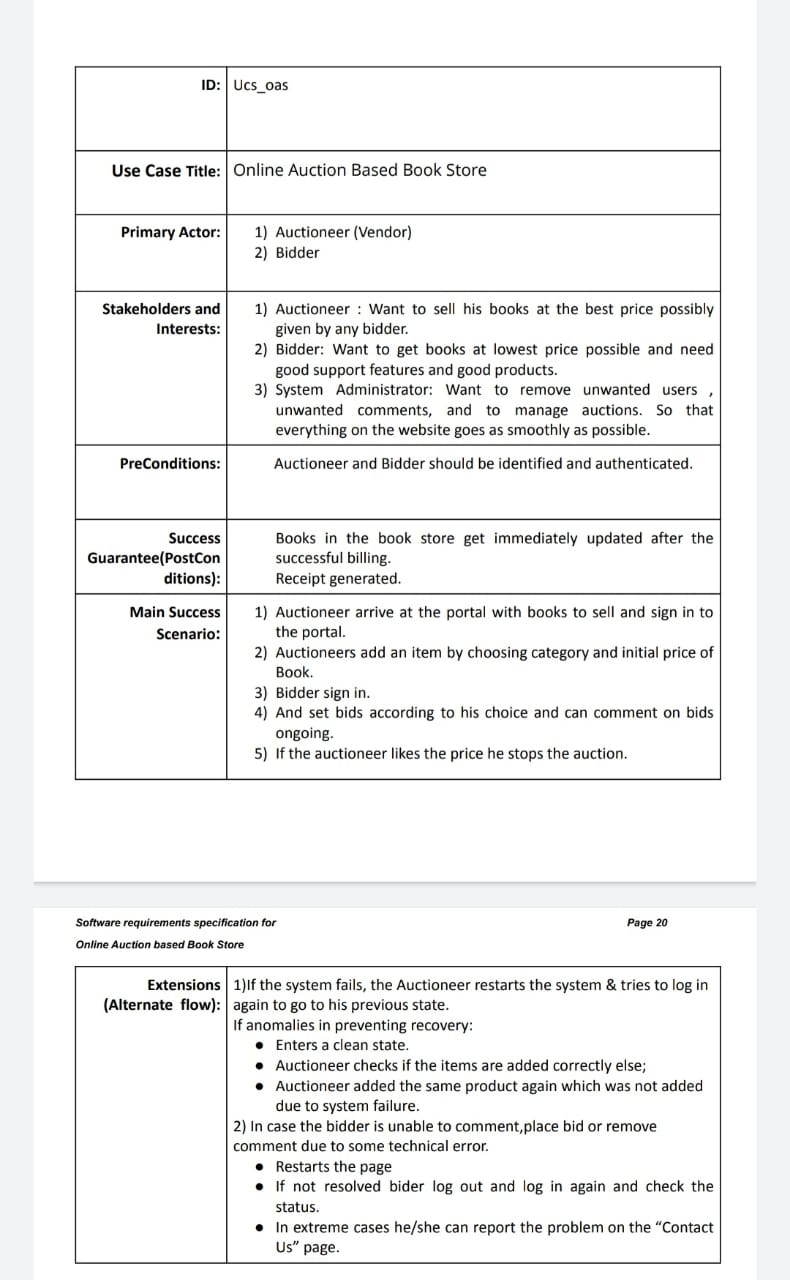 ID: Ucs_oas
Use Case Title: Online Auction Based Book Store
Primary Actor: 1) Auctioneer (Vendor)
2) Bidder
Stakeholders and Interests:
1) Auctioneer : Want to sell his books at the best price possibly
given by any bidder.
2) Bidder: Want to get books at lowest price possible and need
good support features and good products.
3) System Administrator: Want to remove unwanted users ,
unwanted comments, and to manage auctions. So that
everything on the website goes as smoothly as possible.
PreConditions: Auctioneer and Bidder should be identified and authenticated.
Success
Guarantee(PostCon
ditions):
Books in the book store get immediately updated after the
successful billing.
Receipt generated.
Main Success
Scenario:
1) Auctioneer arrive at the portal with books to sell and sign in to
the portal.
2) Auctioneers add an item by choosing category and initial price of
Book.
3) Bidder sign in.
4) And set bids according to his choice and can comment on bids
ongoing.
5) If the auctioneer likes the price he stops the auction.
Software requirements specification for Page 20
Online Auction based Book Store
Extensions
(Alternate flow):
1)If the system fails, the Auctioneer restarts the system & tries to log in
again to go to his previous state.
If anomalies in preventing recovery:
● Enters a clean state.
● Auctioneer checks if the items are added correctly else;
● Auctioneer added the same product again which was not added
due to system failure.
2) In case the bidder is unable to comment,place bid or remove
comment due to some technical error.
● Restarts the page
● If not resolved bider log out and log in again and check the
status.
● In extreme cases he/she can report the problem on the “Contact
Us” page.